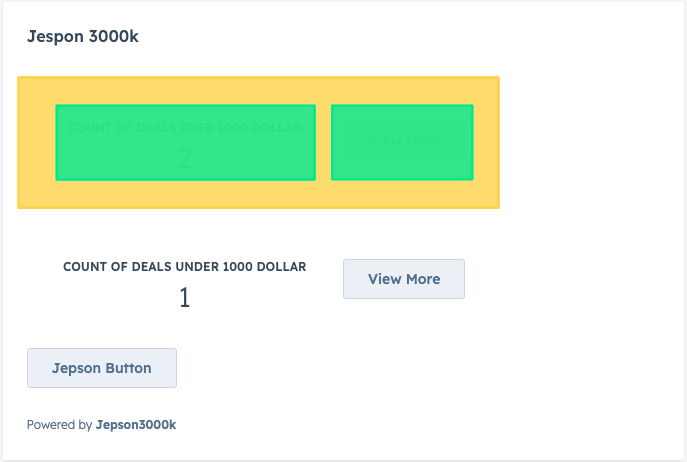 Jespon 3000k
COUNT OF DEALS OVER 1000 DOLLAR
View More
2
COUNT OF DEALS UNDER 1000 DOLLAR
View More
1
Jepson Button
Powered by Jepson3000k